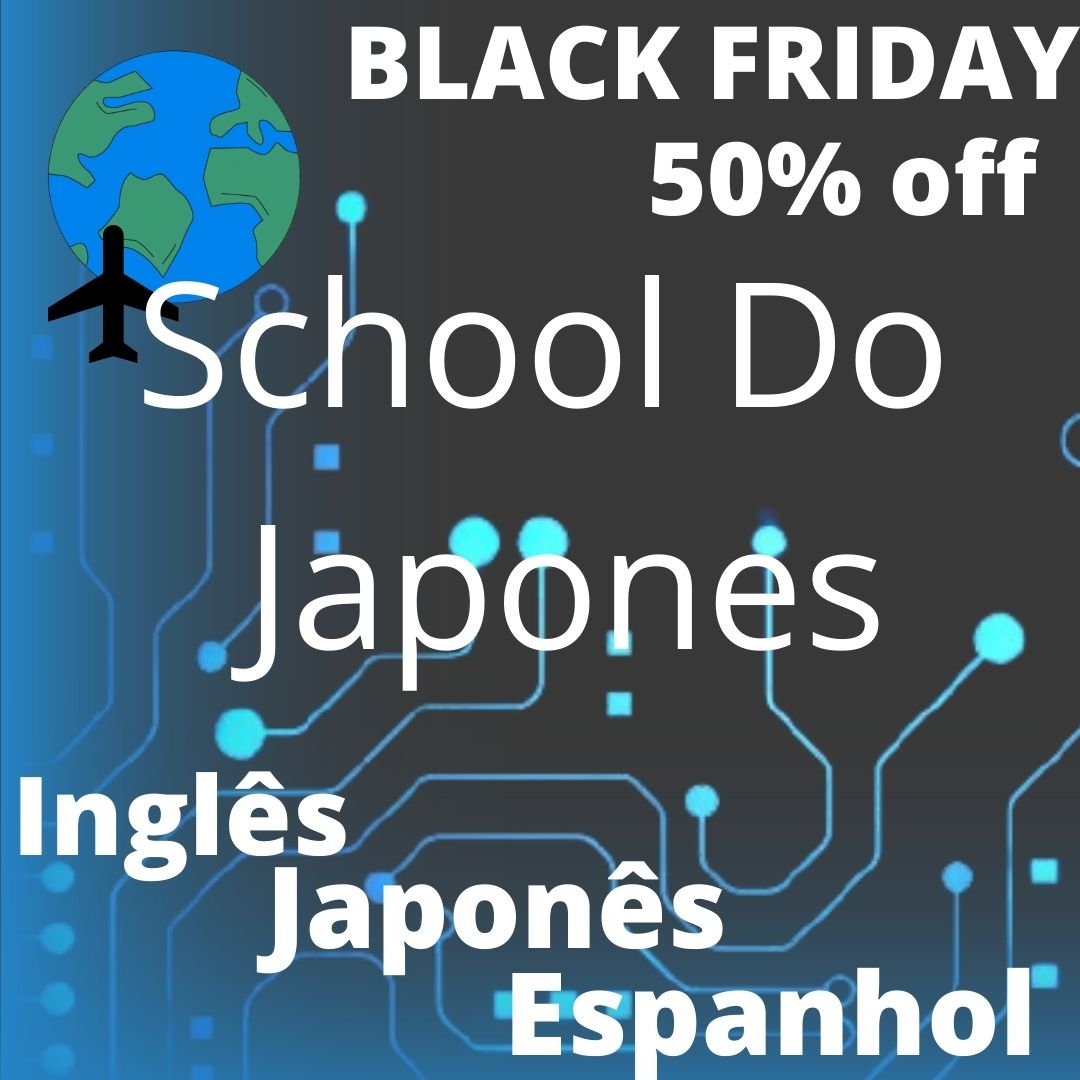 BLACK FRIDAY
50% off
School Do
Japones
Inglês
Japonês
Espanhol